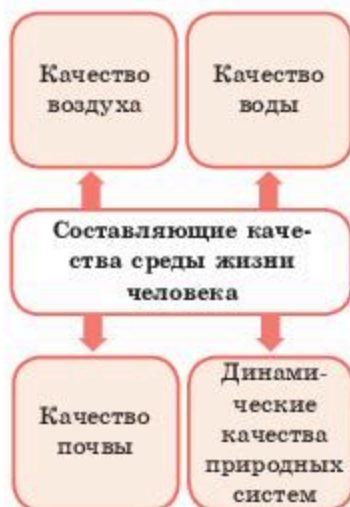 Качество
воздуха
Качество
воды
Составляющие каче-
ства среды жизни
человека
Качество
почвы
Динами-
ческие
качества
природных
систем